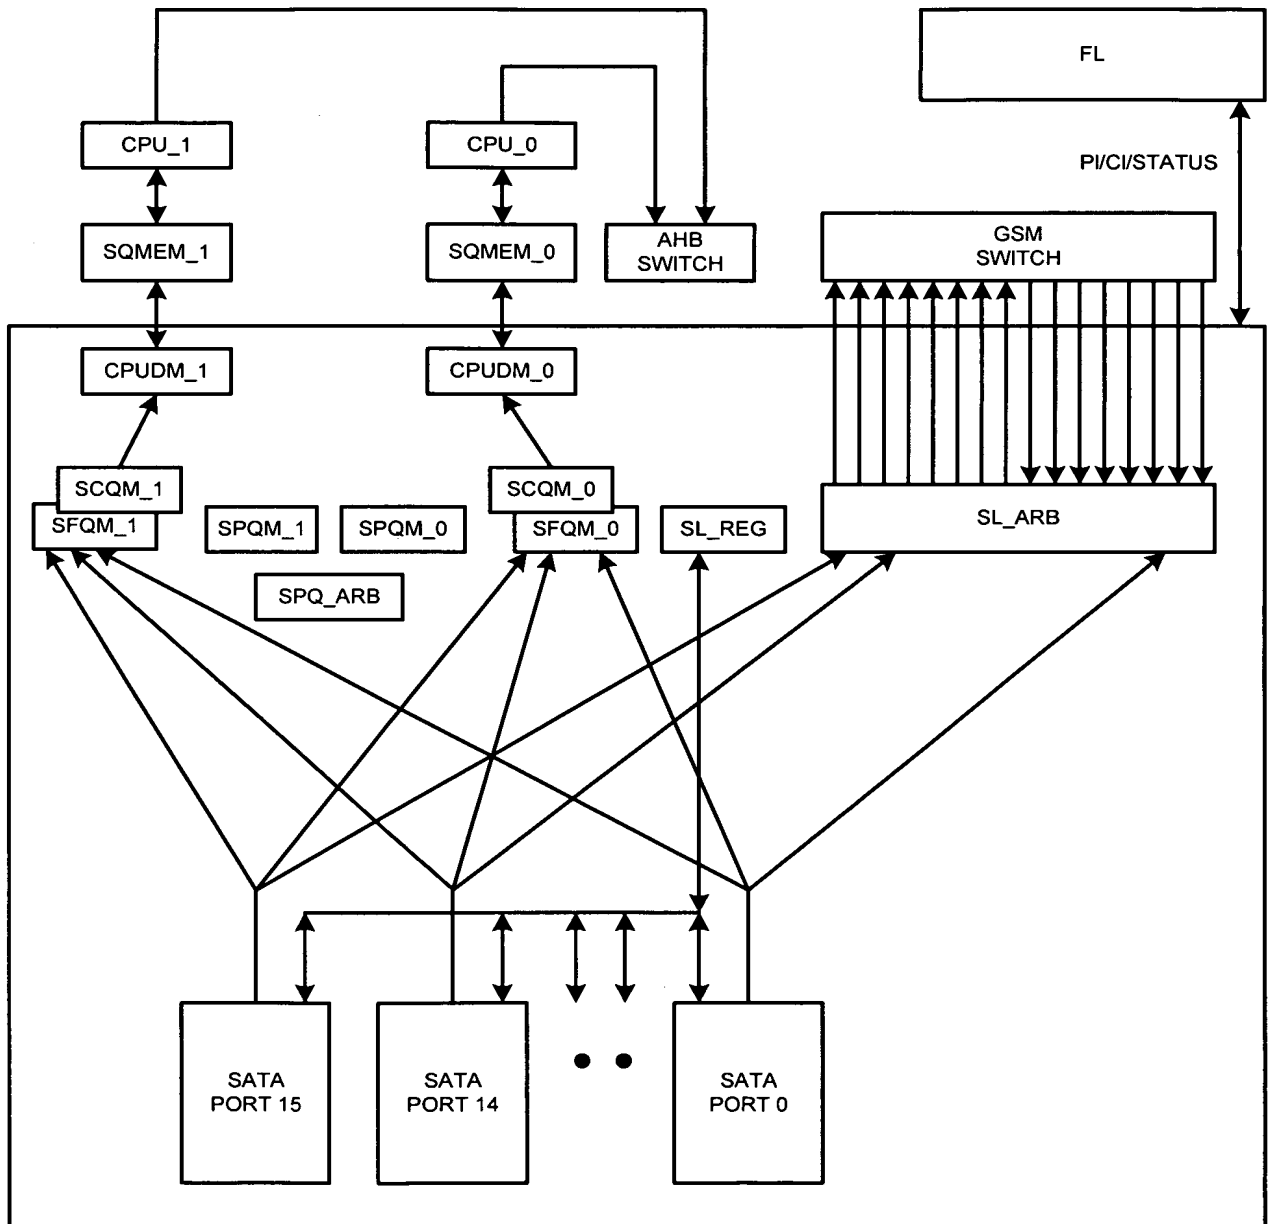 FL
CPU_1
CPU_0
PI/CI/STATUS
SQMEM_1
SQMEM_0
AHB
SWITCH
GSM
SWITCH
CPUDM_1
CPUDM_0
SCQM_1
SCQM_0
SFQM_1
SPQM_1
SPQM_0
SFQM_0
SL_REG
SL_ARB
SPQ_ARB
SATA
PORT 15
SATA
PORT 14
SATA
PORT 0